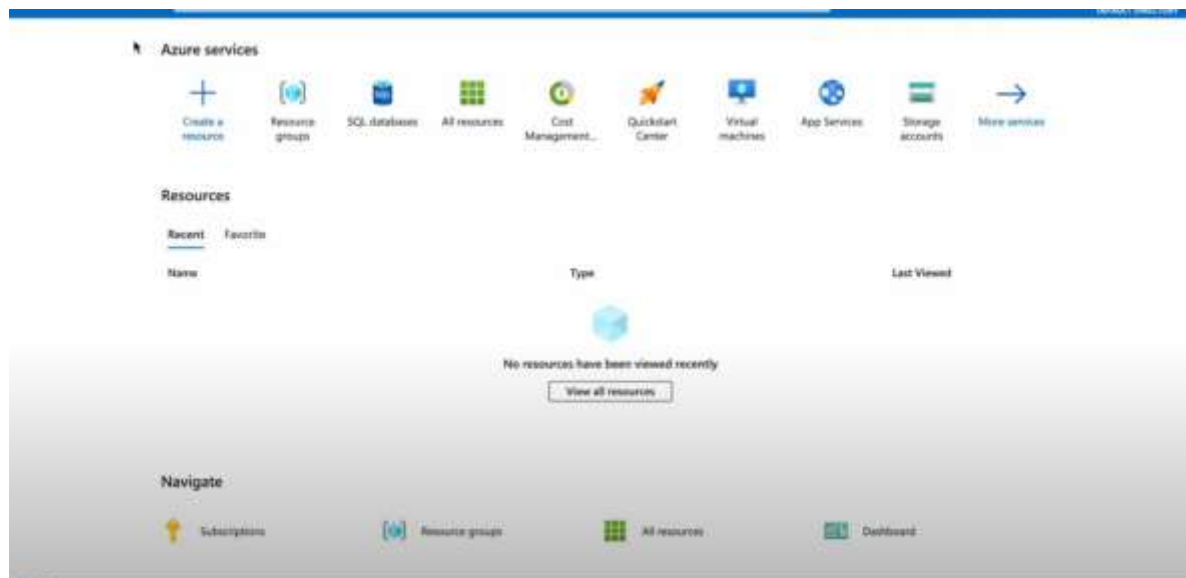 Azure services
Create a resource
Resource groups
SQL databases
All resources
Cost Management...
Quickstart Center
Virtual machines
App Services
Storage accounts
More services
Resources
Recent Favorite
Name Type Last Viewed
No resources have been viewed recently
View all resources
Navigate
Subscriptions Resource groups All resources Dashboard